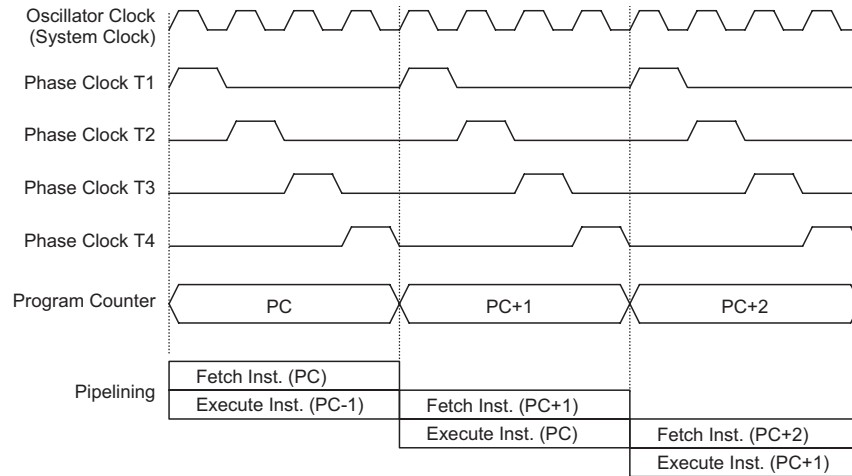 Oscillator Clock
(System Clock)
Phase Clock T1
Phase Clock T2
Phase Clock T3
Phase Clock T4
Program Counter
PC
PC+1
PC+2
Pipelining
Fetch Inst. (PC)
Execute Inst. (PC-1)
Fetch Inst. (PC+1)
Execute Inst. (PC)
Fetch Inst. (PC+2)
Execute Inst. (PC+1)